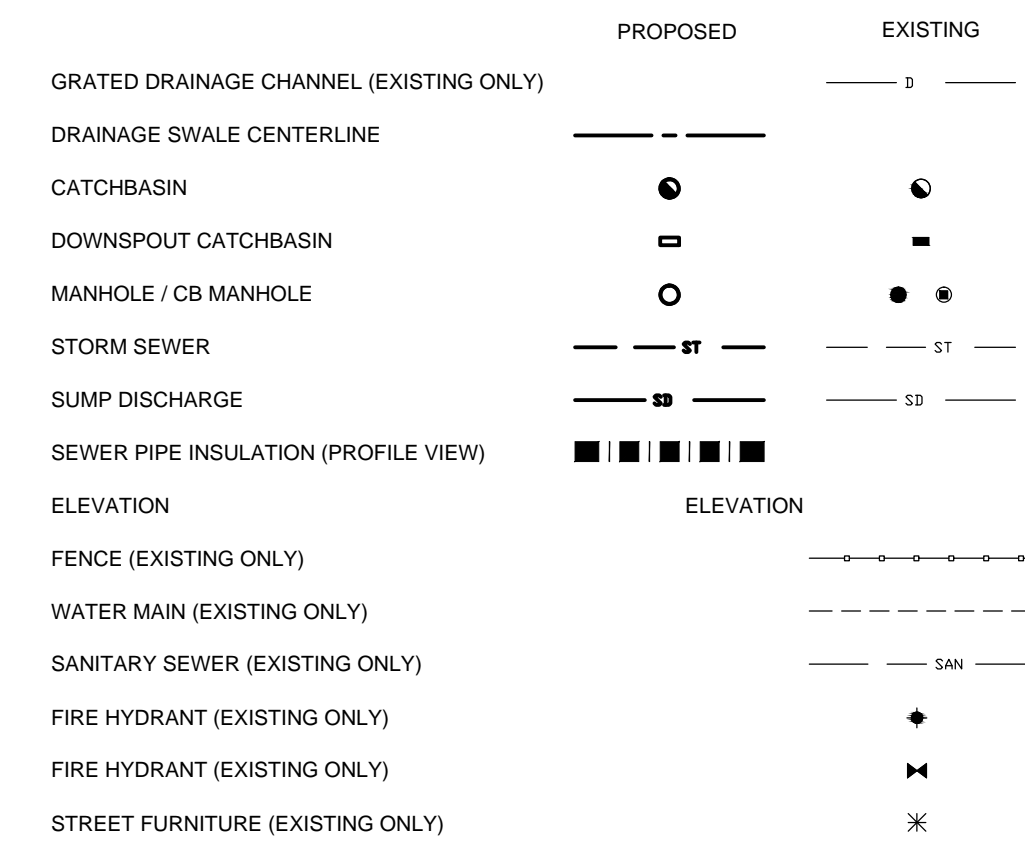 PROPOSED EXISTING
GRATED DRAINAGE CHANNEL (EXISTING ONLY) D
DRAINAGE SWALE CENTERLINE
CATCHBASIN
DOWNSPOUT CATCHBASIN
MANHOLE / CB MANHOLE
STORM SEWER ST ST
SUMP DISCHARGE SD SD
SEWER PIPE INSULATION (PROFILE VIEW)
ELEVATION ELEVATION
FENCE (EXISTING ONLY)
WATER MAIN (EXISTING ONLY)
SANITARY SEWER (EXISTING ONLY) SAN
FIRE HYDRANT (EXISTING ONLY)
FIRE HYDRANT (EXISTING ONLY)
STREET FURNITURE (EXISTING ONLY)